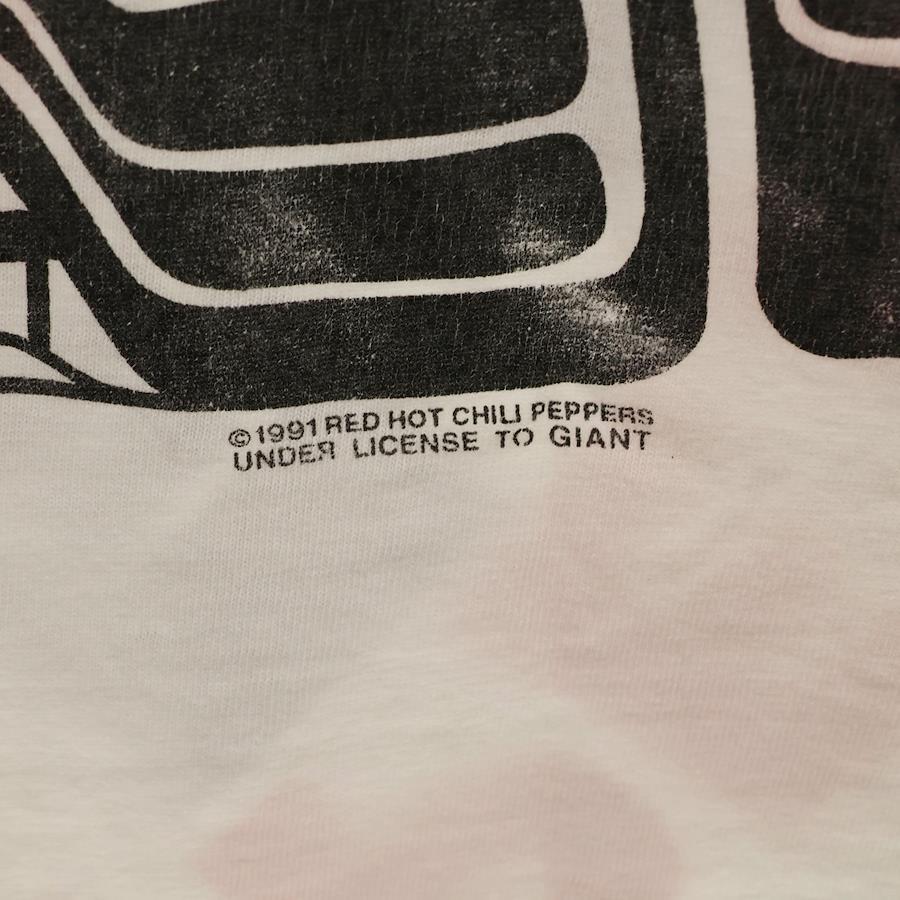 ©1991 RED HOT CHILI PEPPERS
UNDER LICENSE TO GIANT